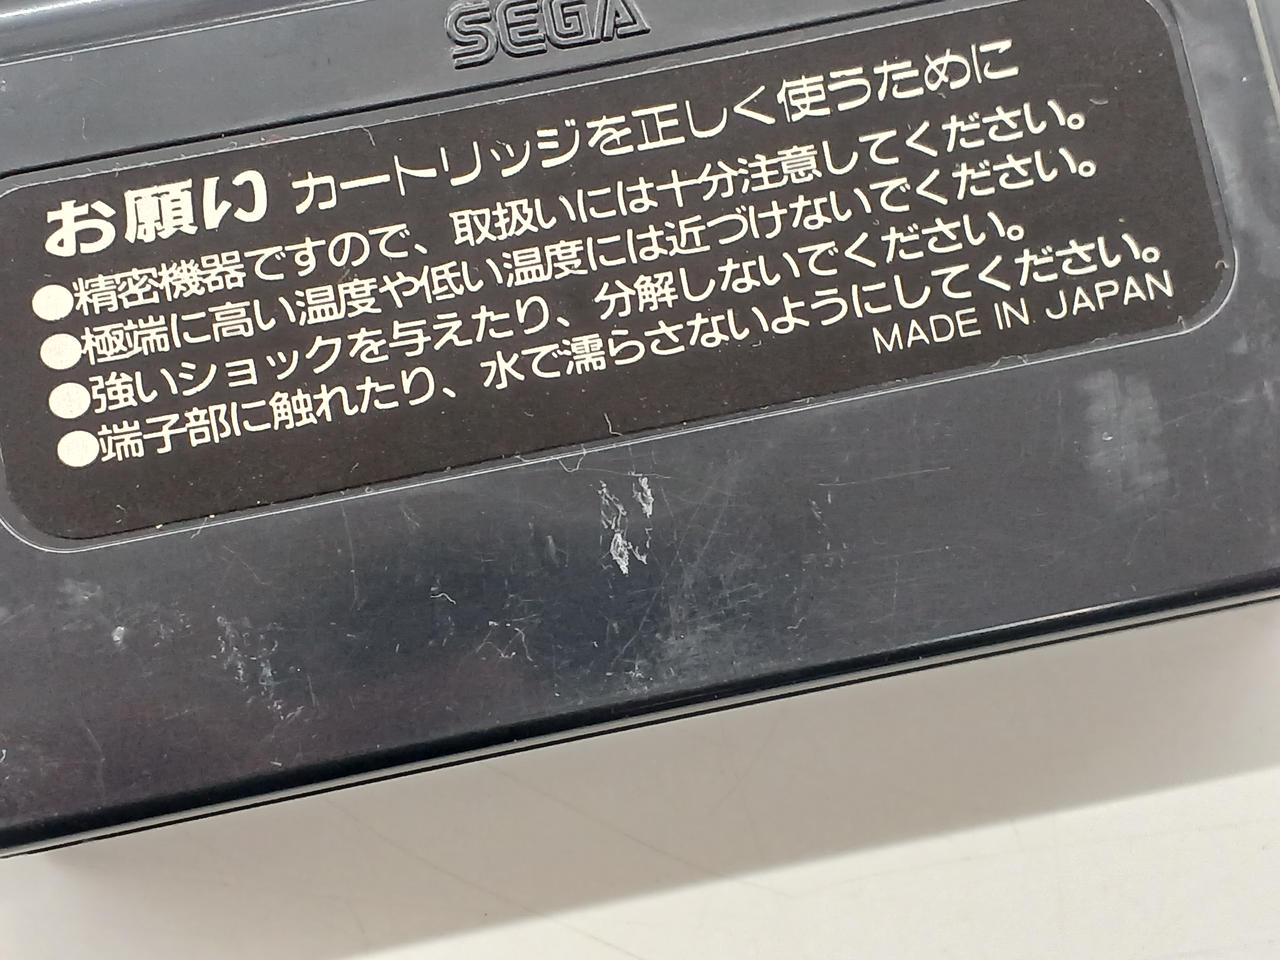 SEGA
お願い カートリッジを正しく使うために
●精密機器ですので、取扱いには十分注意してください。
●極端に高い温度や低い温度には近づけないでください。
●強いショックを与えたり、分解しないでください。
●端子部に触れたり、水で濡らさないようにしてください。
MADE IN JAPAN